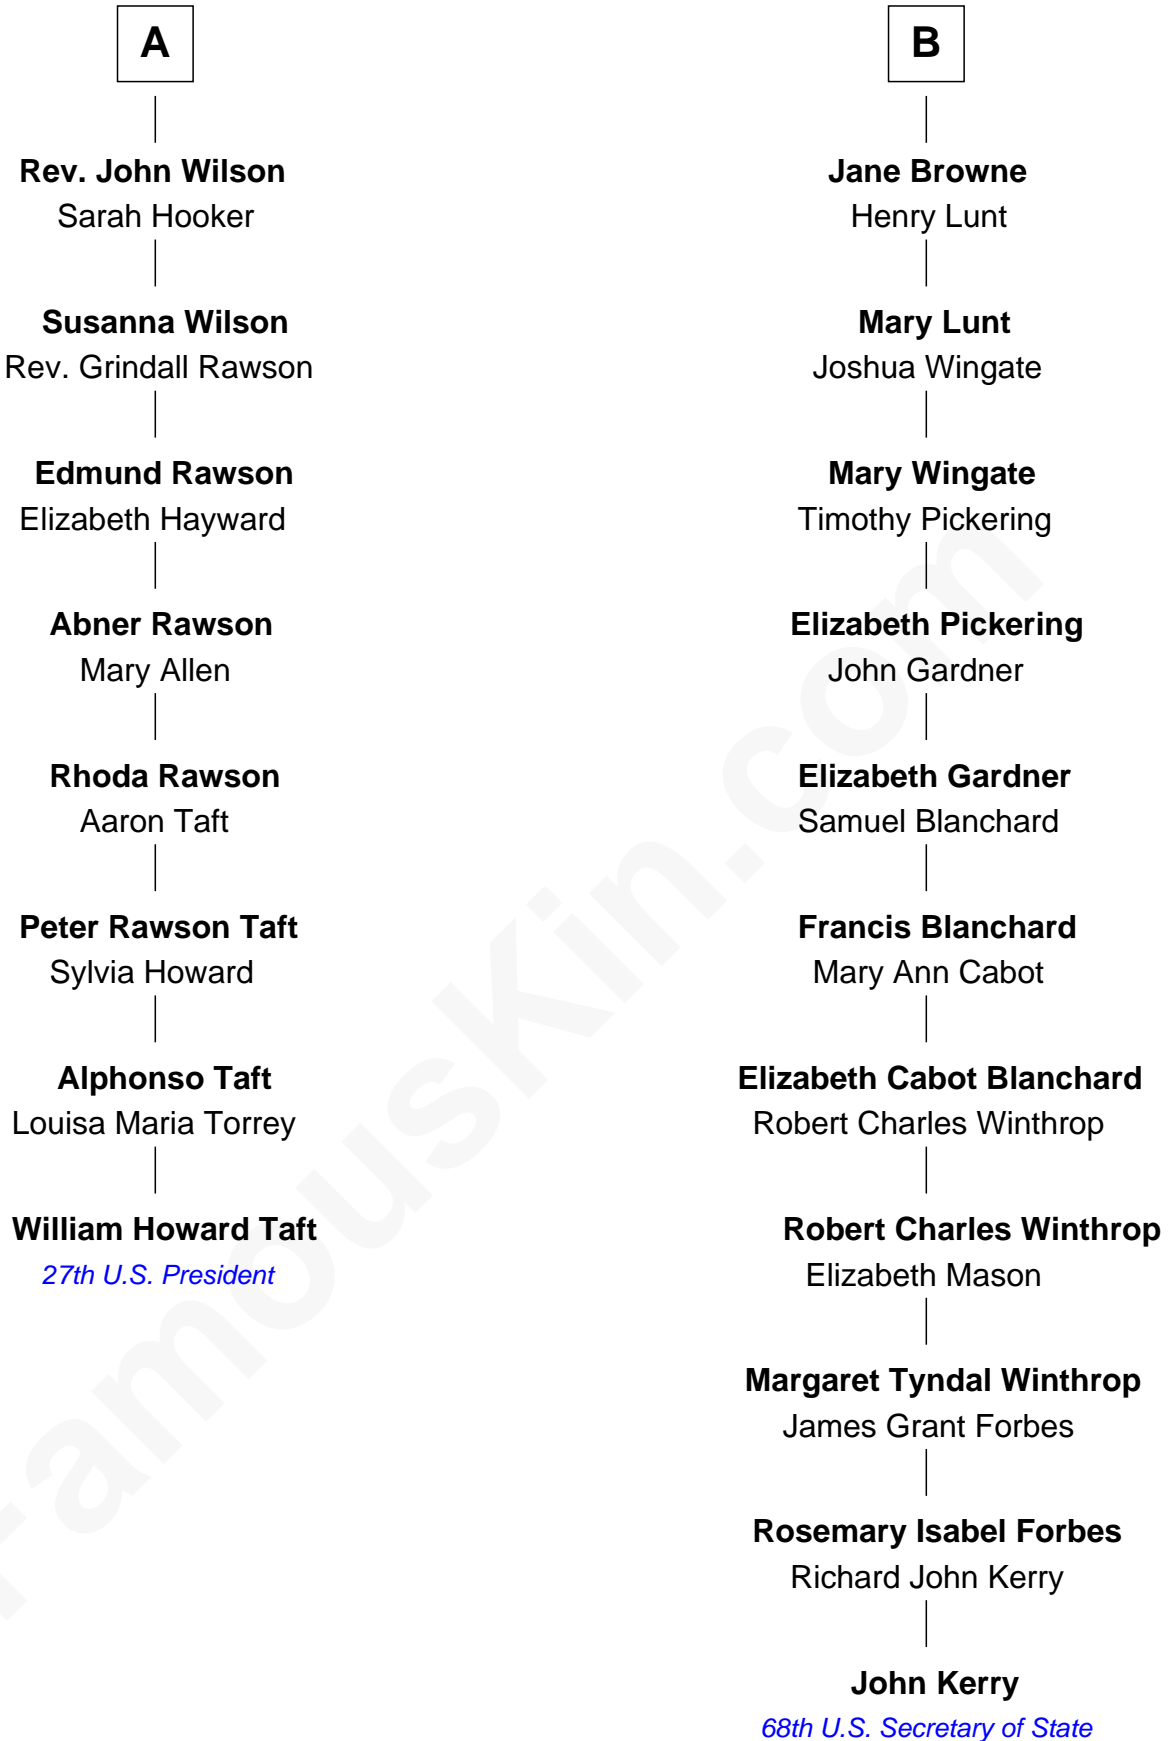 A
Rev. John Wilson
Sarah Hooker
Susanna Wilson
Rev. Grindall Rawson
Edmund Rawson
Elizabeth Hayward
Abner Rawson
Mary Allen
Rhoda Rawson
Aaron Taft
Peter Rawson Taft
Sylvia Howard
Alphonso Taft
Louisa Maria Torrey
William Howard Taft
27th U.S. President
B
Jane Browne
Henry Lunt
Mary Lunt
Joshua Wingate
Mary Wingate
Timothy Pickering
Elizabeth Pickering
John Gardner
Elizabeth Gardner
Samuel Blanchard
Francis Blanchard
Mary Ann Cabot
Elizabeth Cabot Blanchard
Robert Charles Winthrop
Robert Charles Winthrop
Elizabeth Mason
Margaret Tyndal Winthrop
James Grant Forbes
Rosemary Isabel Forbes
Richard John Kerry
John Kerry
68th U.S. Secretary of State
FamousKin.com